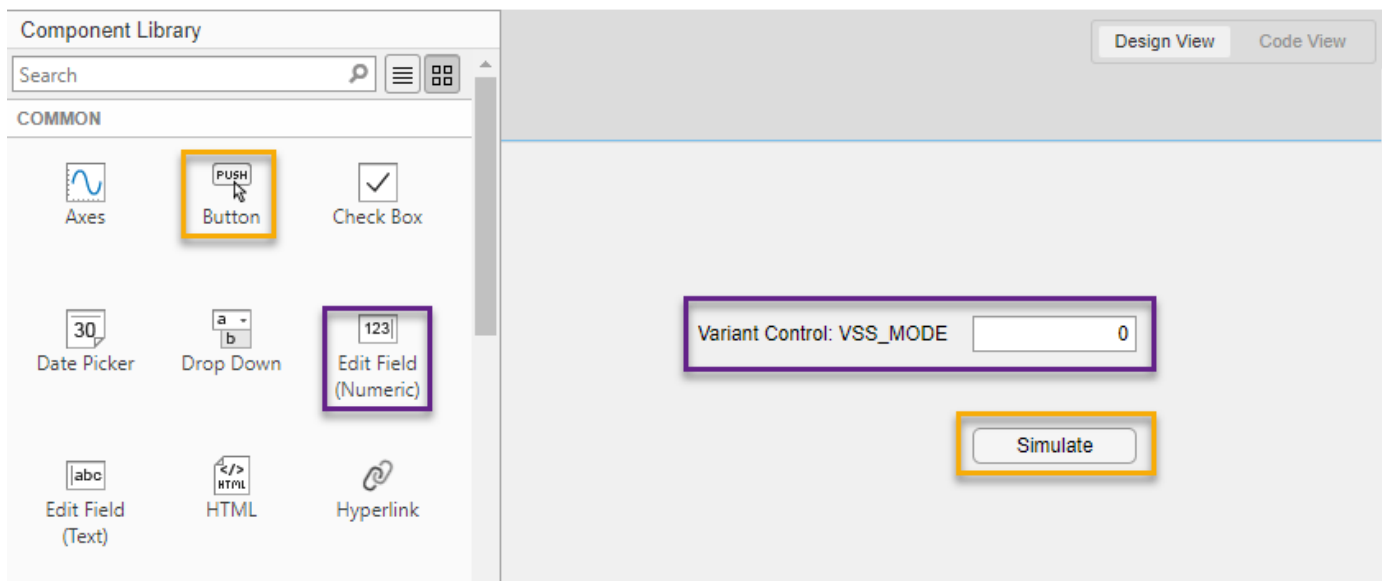 Component Library
Design View
Code View
Search
COMMON
PUSH
Axes
Button
Check Box
30
a
b
123
Date Picker
Drop Down
Edit Field
(Numeric)
Variant Control: VSS_MODE
0
Simulate
abc
</>
HTML
Edit Field
(Text)
HTML
Hyperlink